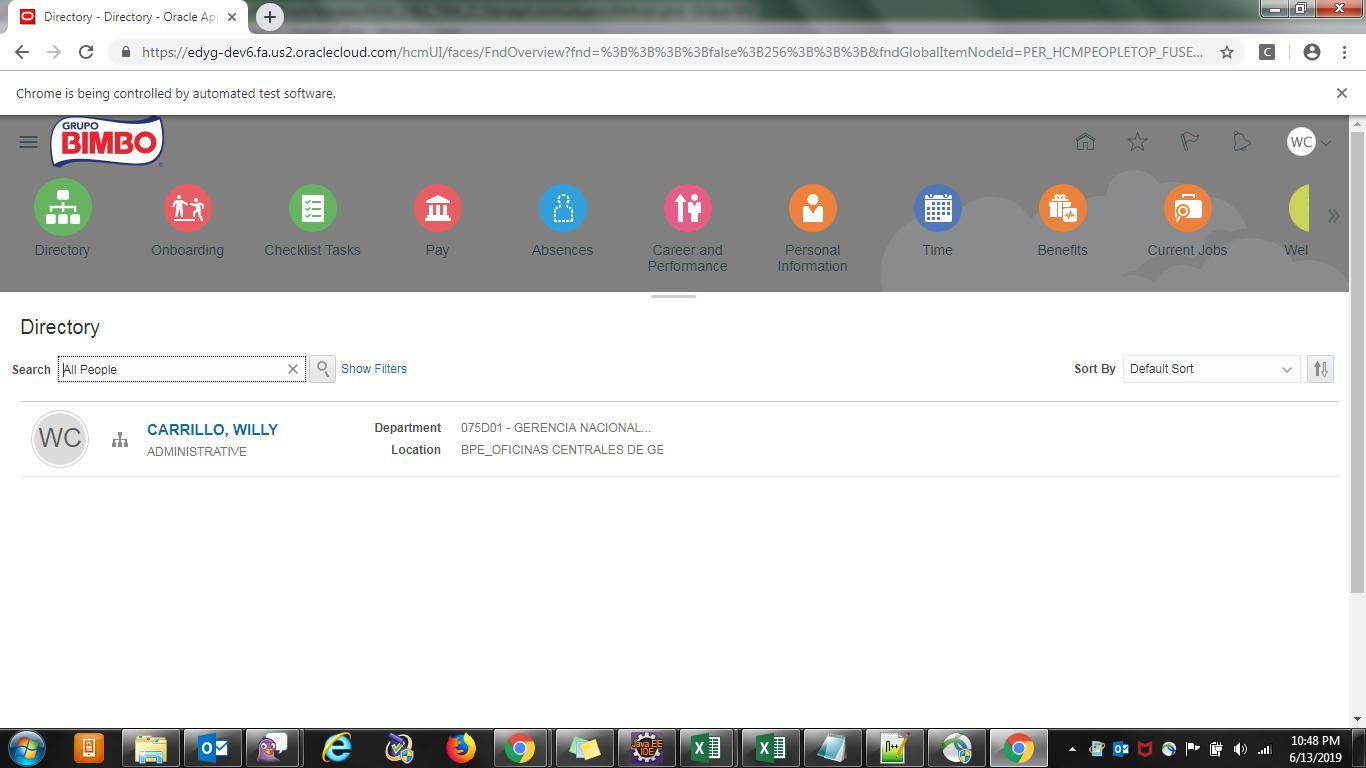 Directory - Directory - Oracle Ap
https://edyg-dev6.fa.us2.oraclecloud.com/hcmUI/faces/FndOverview?fnd=%3B%3B%3B%3Bfalse%3B256%3B%3B%3B&fndGlobalItemNodeId=PER_HCMPEOPLETOP_FUSE...
C
Chrome is being controlled by automated test software.
GRUPO
BIMBO
WC
Directory
Onboarding
Checklist Tasks
Pay
Absences
Career and
Performance
Personal
Information
Time
Benefits
Current Jobs
Wel
Directory
Search
All People
Show Filters
Sort By
Default Sort
WC
CARRILLO, WILLY
ADMINISTRATIVE
Department
075D01 - GERENCIA NACIONAL...
Location
BPE_OFICINAS CENTRALES DE GE
Java EE
IDE
10:48 PM
6/13/2019